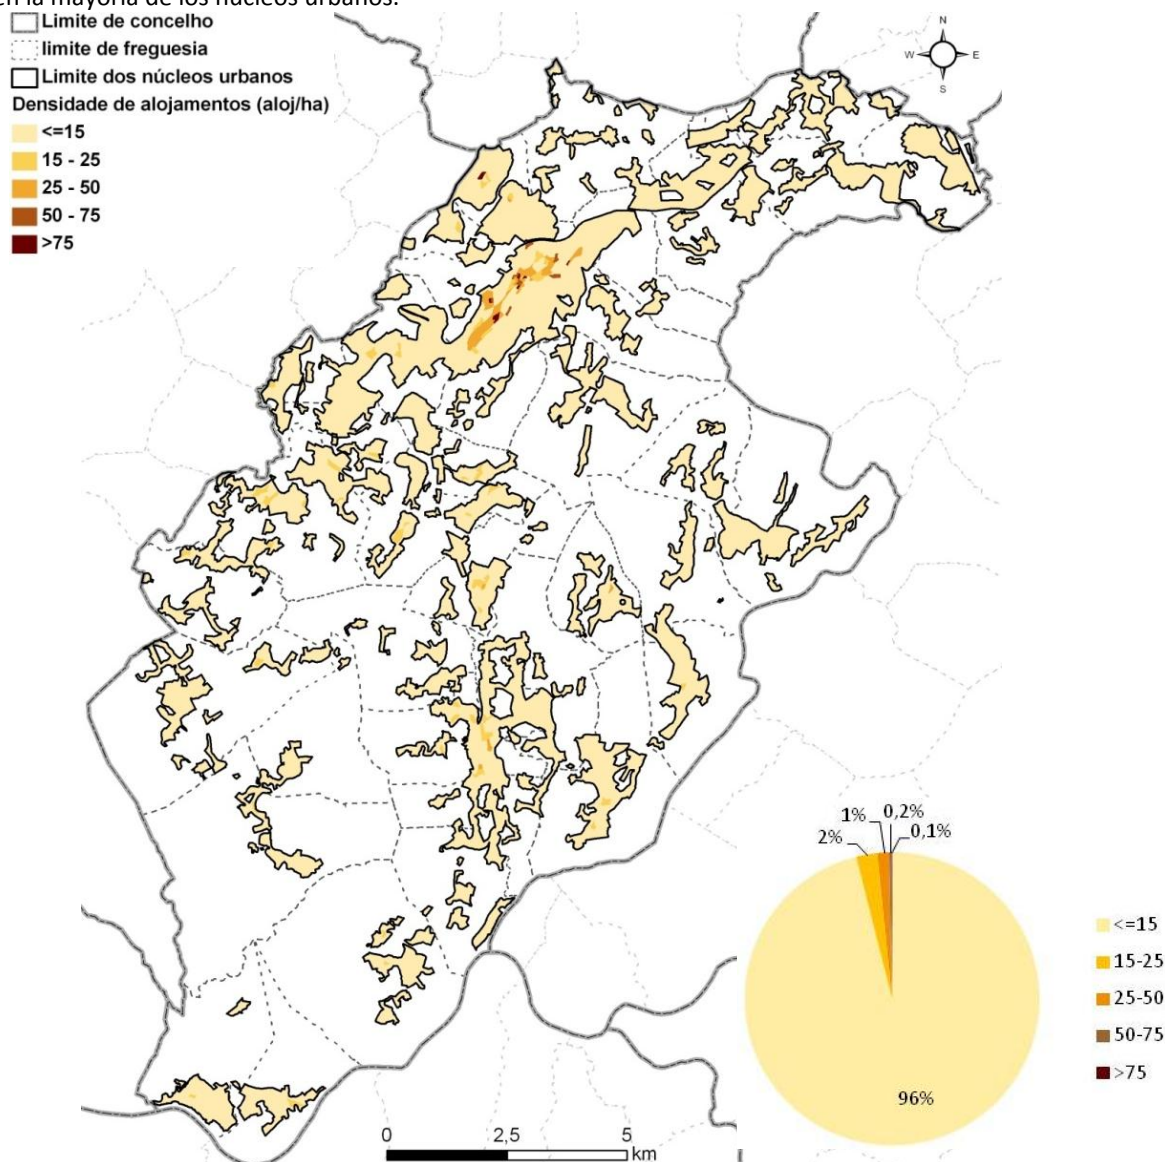 en la mayoría de los núcleos urbanos.
Limite de concelho
limite de freguesia
Limite dos núcleos urbanos
Densidade de alojamentos (aloj/ha)
<=15
15 - 25
25 - 50
50 - 75
>75
N
W E
S
1% 0,2%
2% 0,1%
96%
<=15
15-25
25-50
50-75
>75
0 2,5 5
km